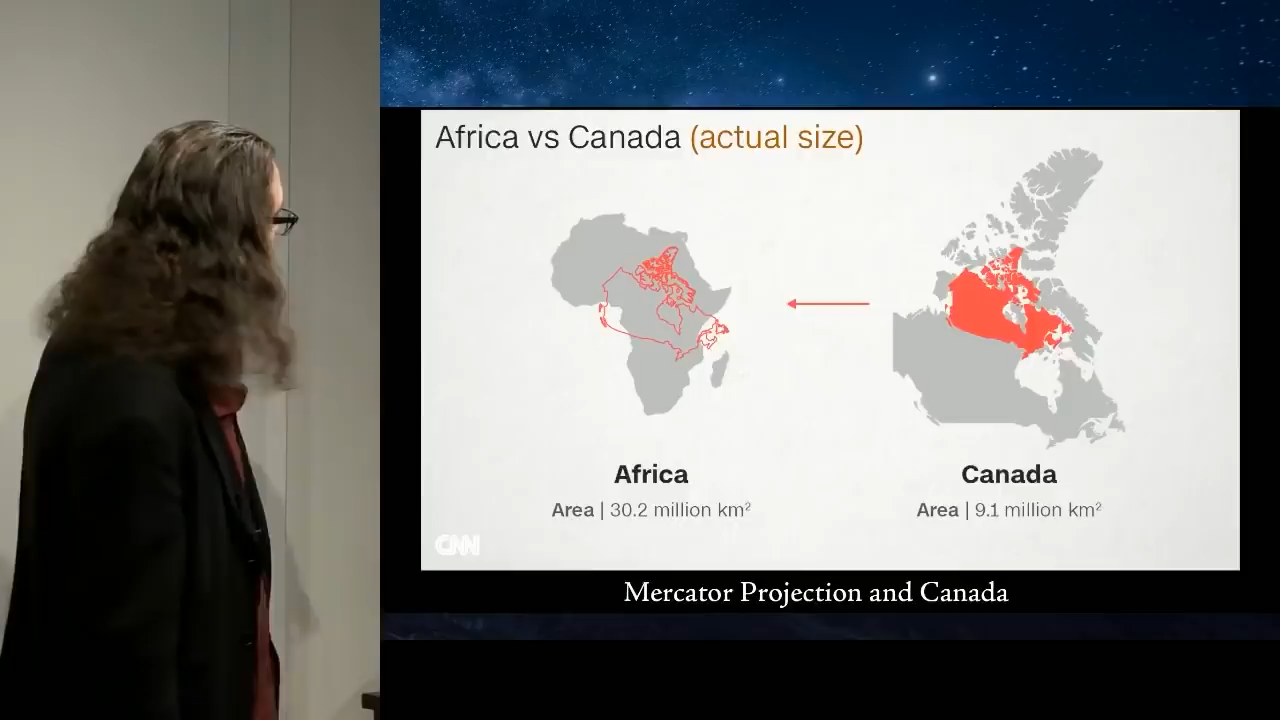 Africa vs Canada (actual size)
Africa
Area | 30.2 million km²
Canada
Area | 9.1 million km²
CNN
Mercator Projection and Canada